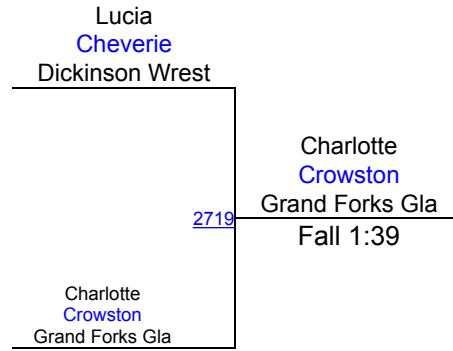 Lucia
Cheverie
Dickinson Wrest
Charlotte
Crowston
Grand Forks Gla
2719
Fall 1:39
Charlotte
Crowston
Grand Forks Gla